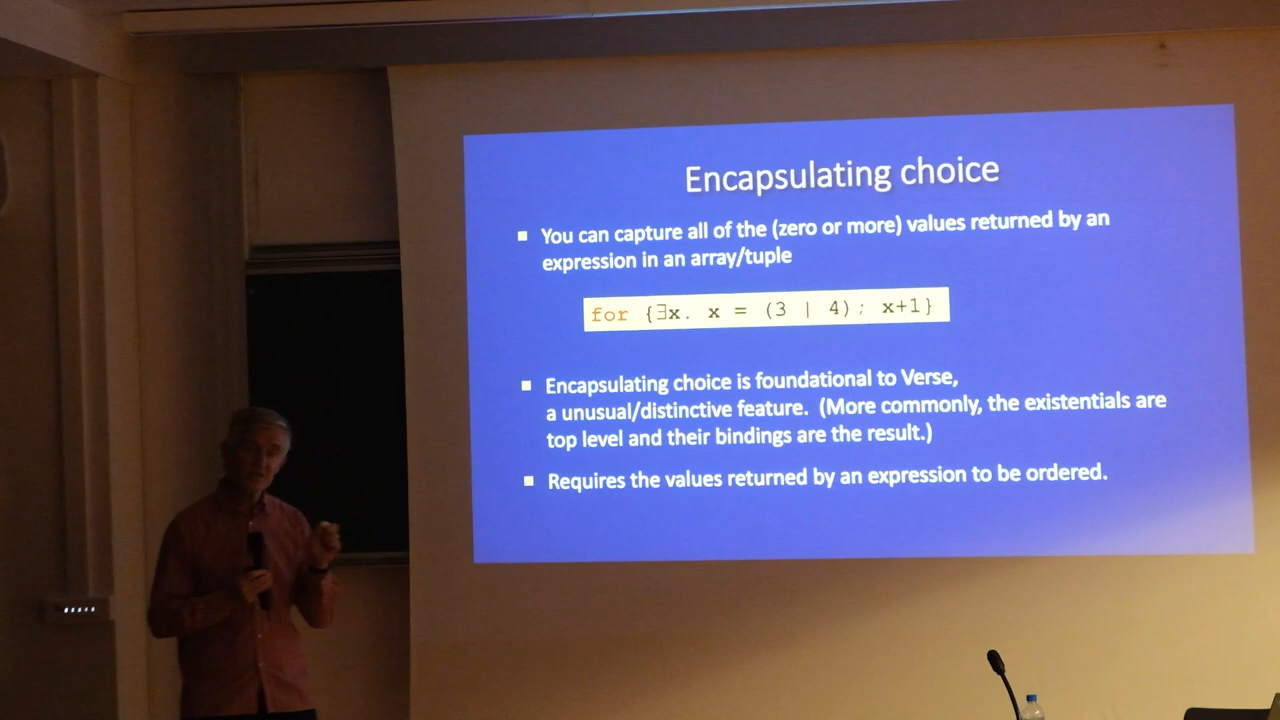 Encapsulating choice
▪ You can capture all of the (zero or more) values returned by an
expression in an array/tuple
for {∃x. x = (3 | 4); x+1}
▪ Encapsulating choice is foundational to Verse,
a unusual/distinctive feature. (More commonly, the existentials are
top level and their bindings are the result.)
▪ Requires the values returned by an expression to be ordered.